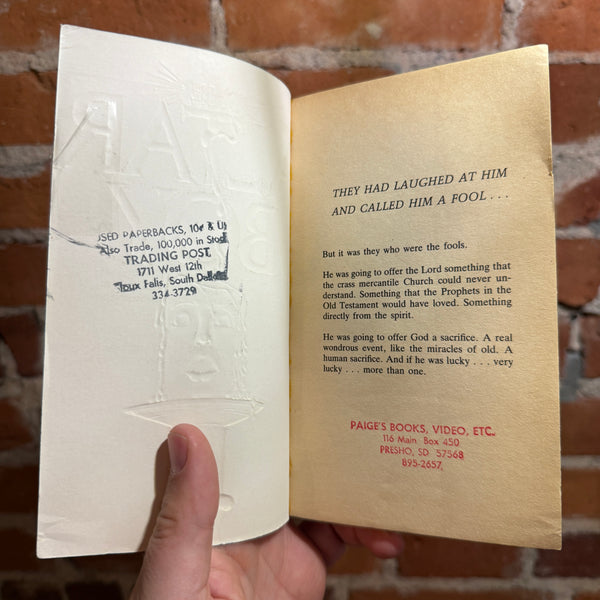 USED PAPERBACKS, 10¢ & Up
Also Trade, 100,000 in Stock
TRADING POST
1711 West 12th
Sioux Falls, South Dakota
334-3729
THEY HAD LAUGHED AT HIM
AND CALLED HIM A FOOL . . .
But it was they who were the fools.
He was going to offer the Lord something that
the crass mercantile Church could never un-
derstand. Something that the Prophets in the
Old Testament would have loved. Something
directly from the spirit.
He was going to offer God a sacrifice. A real
wondrous event, like the miracles of old. A
human sacrifice. And if he was lucky . . . very
lucky . . . more than one.
PAIGE'S BOOKS, VIDEO, ETC.
116 Main Box 450
PRESHO, SD 57568
895-2657